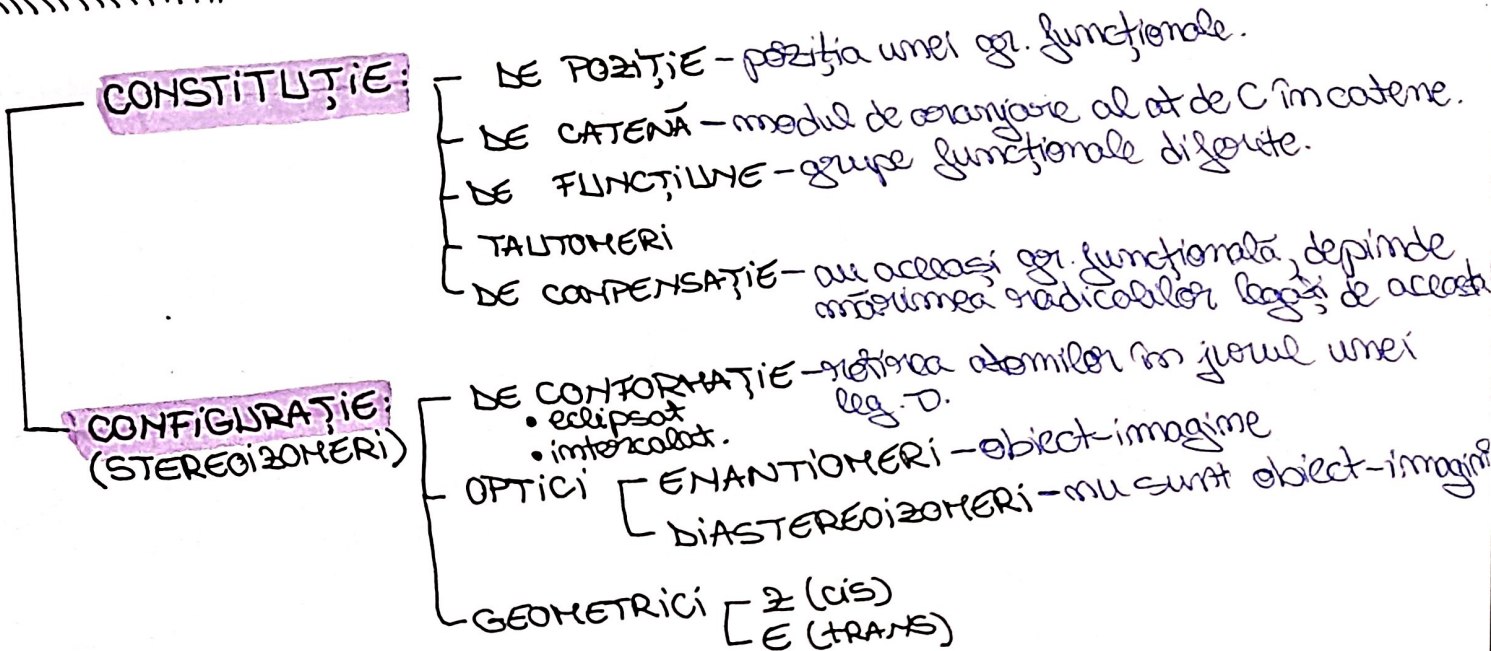 CONSTITUȚIE:
DE POZIȚIE - poziția unei gr. funcționale.
DE CATENĂ - modul de aranjare al at de C în catene.
DE FUNCȚIUNE - grupe funcționale diferite.
TAUTOMERI
DE COMPENSAȚIE - au aceeași gr. funcțională, depinde
mărimea radicalilor legați de aceasta
CONFIGURAȚIE:
(STEREOIZOMERI)
DE CONFORMAȚIE - rotirea atomilor în jurul unei
leg. σ.
• eclipsat
• intercalat.
OPTICI
ENANTIOMERI - obiect-imagine
DIASTEREOIZOMERI - nu sunt obiect-imagine
GEOMETRICI
Z (cis)
E (TRANS)